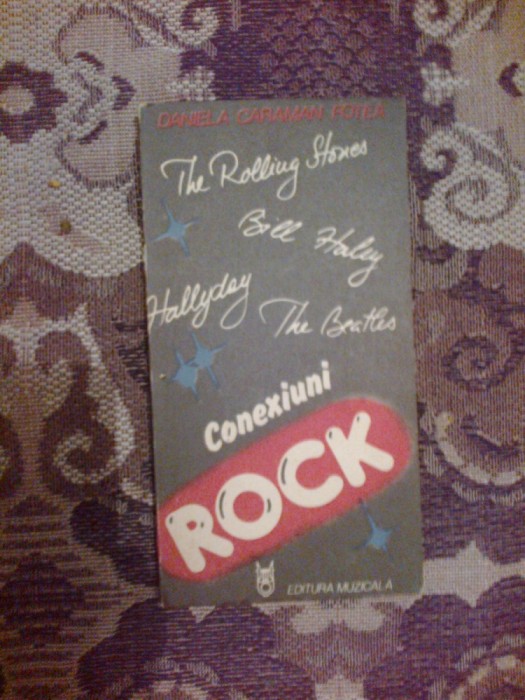 DANIELA CARAMAN FOTEA
The Rolling Stones
Bill Haley
Hallyday
The Beatles
Conexiuni
ROCK
EDITURA MUZICALĂ